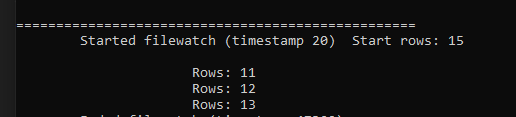 ==================================================
Started filewatch (timestamp 20)  Start rows: 15
Rows: 11
Rows: 12
Rows: 13